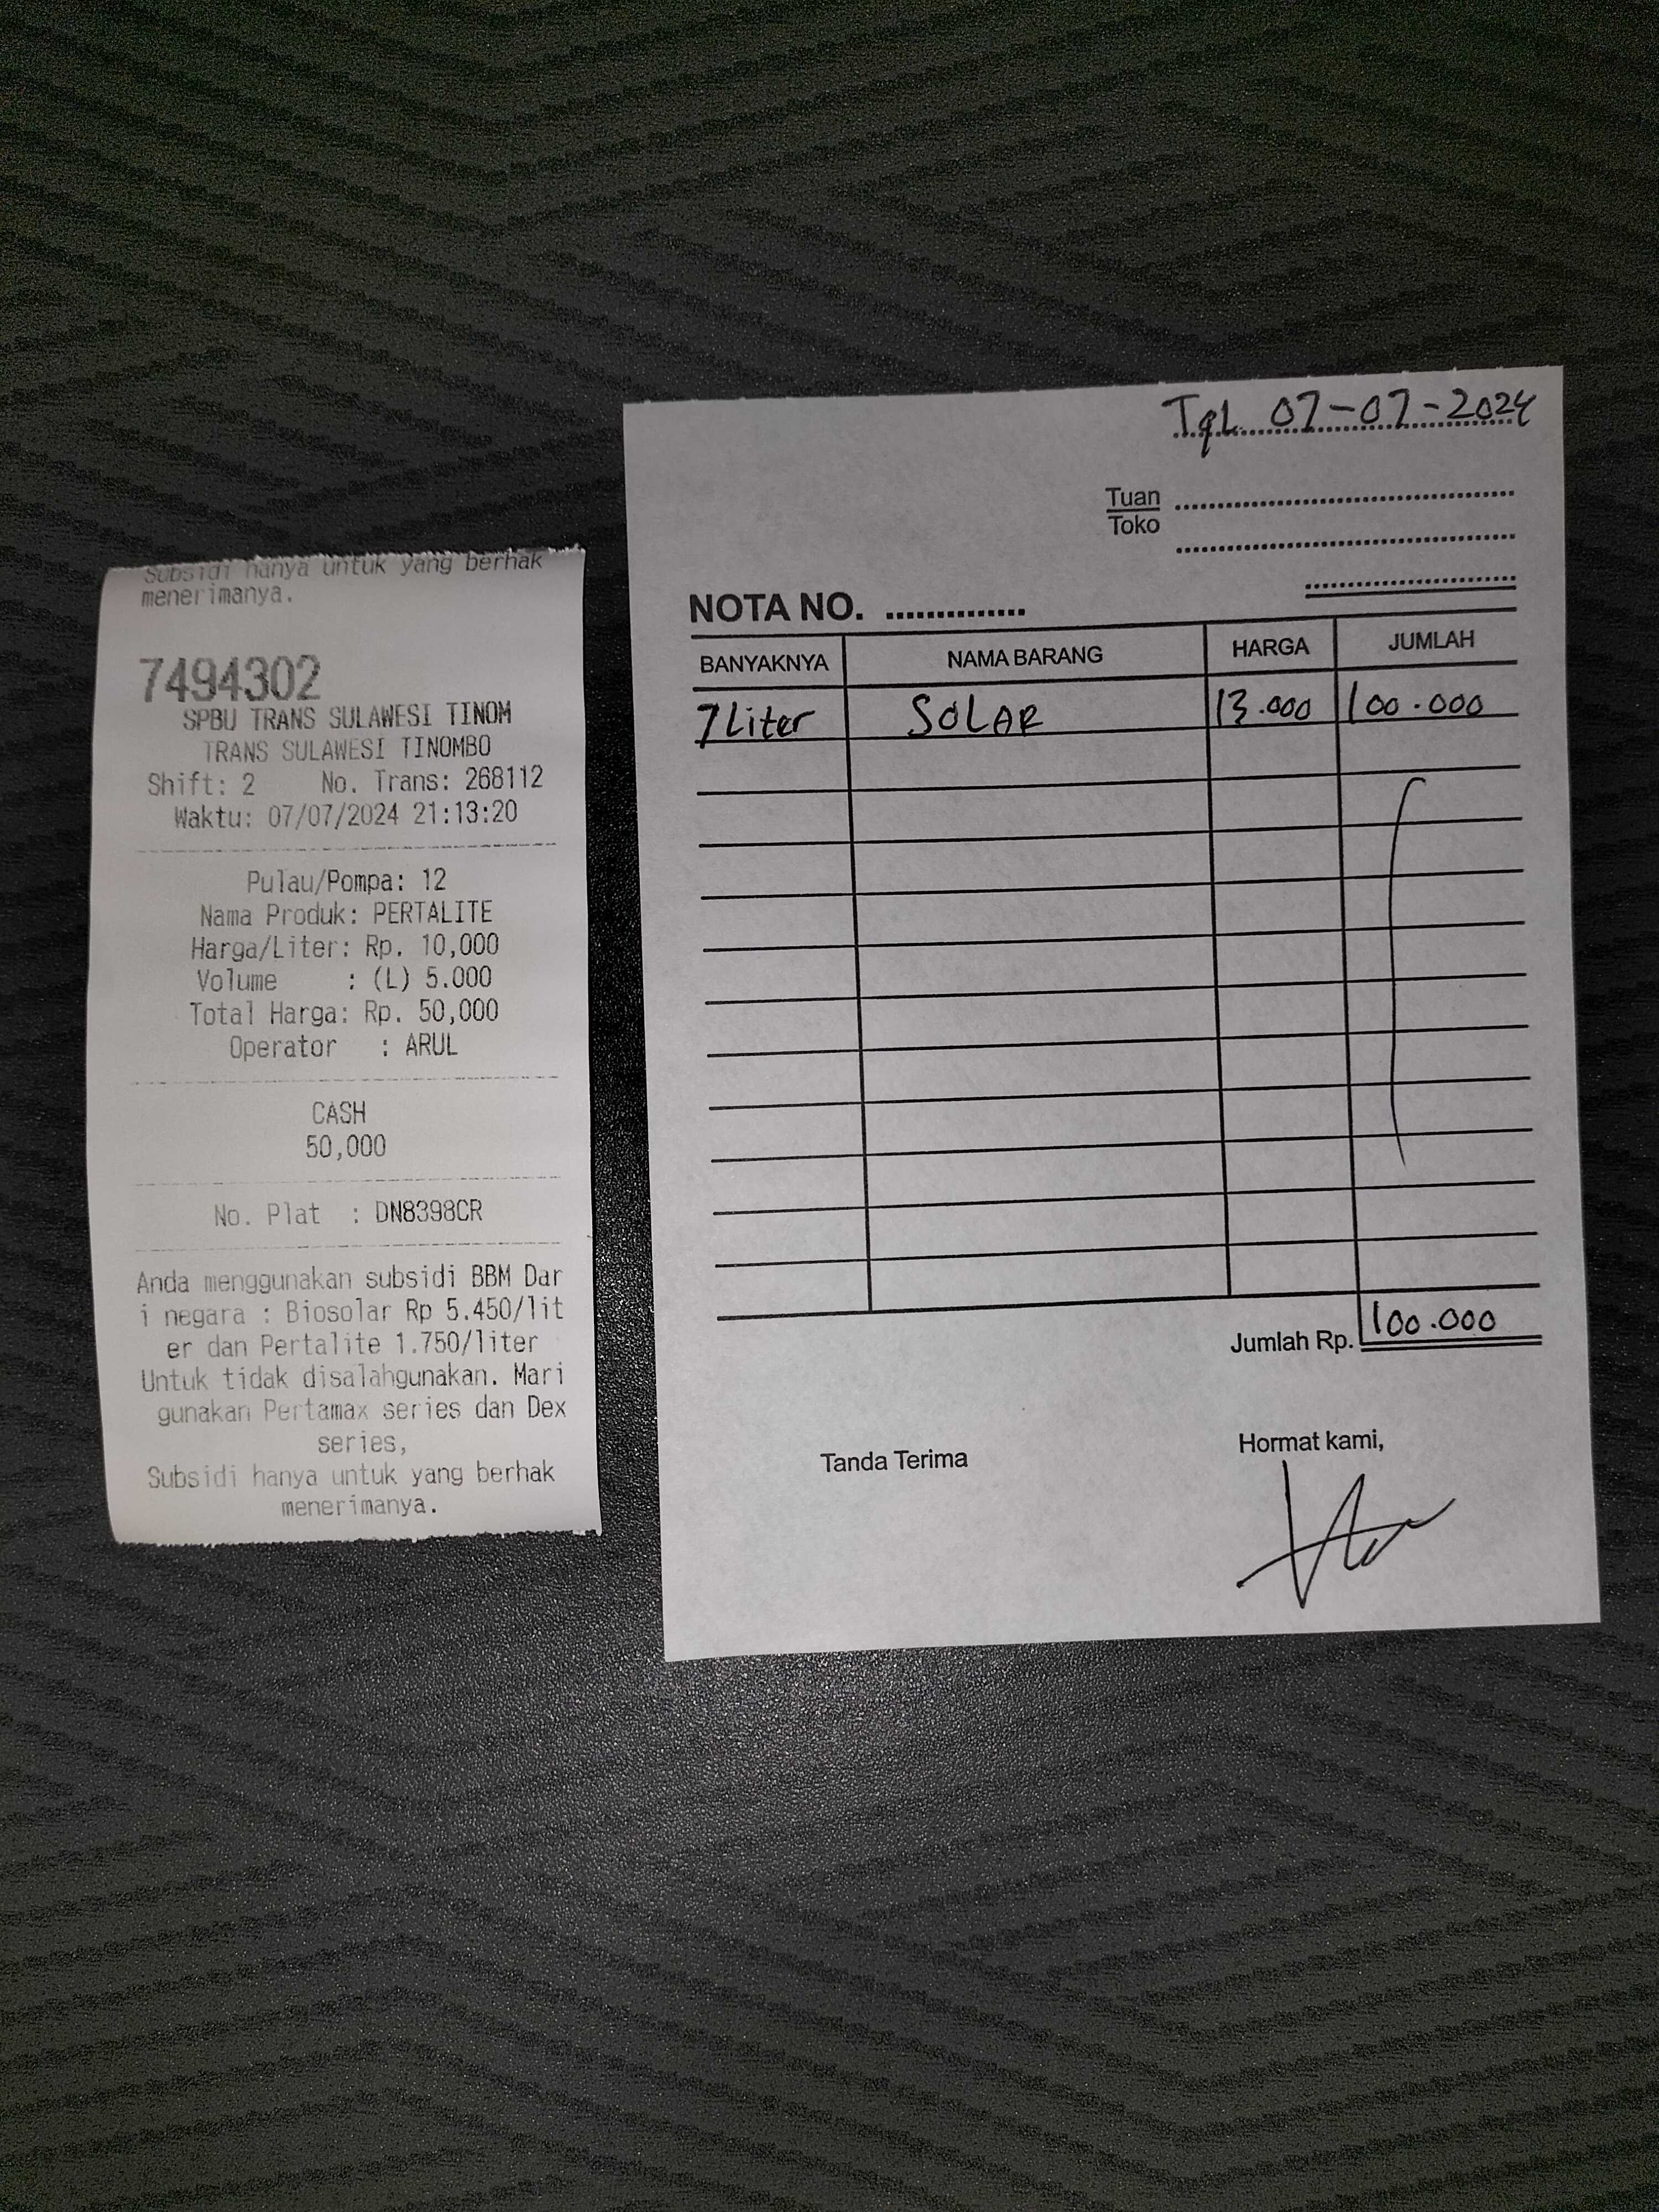 Subsidi hanya untuk yang berhak
menerimanya.
7494302
SPBU TRANS SULAWESI TINOM
TRANS SULAWESI TINOMBO
Shift: 2 No. Trans: 268112
Waktu: 07/07/2024 21:13:20
Pulau/Pompa: 12
Nama Produk: PERTALITE
Harga/Liter: Rp. 10,000
Volume : (L) 5.000
Total Harga: Rp. 50,000
Operator : ARUL
CASH
50,000
No. Plat : DN8398CR
Anda menggunakan subsidi BBM Dar
i negara : Biosolar Rp 5.450/lit
er dan Pertalite 1.750/liter
Untuk tidak disalahgunakan. Mari
gunakan Pertamax series dan Dex
series,
Subsidi hanya untuk yang berhak
menerimanya.
TgL 07-07-2024
Tuan
Toko
NOTA NO. ..............
BANYAKNYA NAMA BARANG HARGA JUMLAH
7 Liter SOLAR 13.000 100.000
Jumlah Rp. 100.000
Tanda Terima Hormat kami,